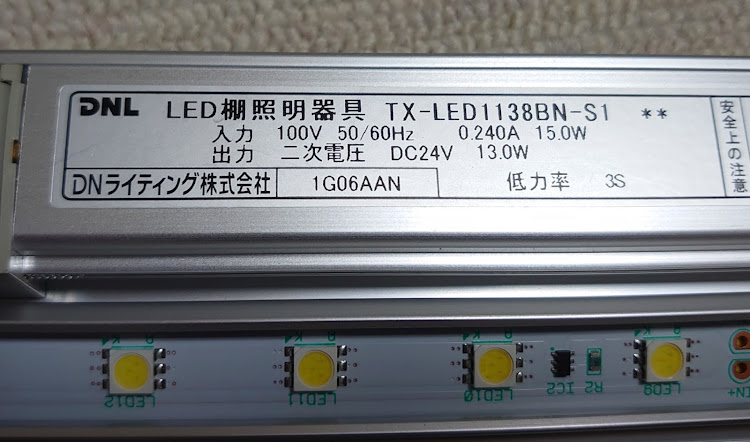 DNL LED棚照明器具 TX-LED1138BN-S1 **
入力 100V 50/60Hz 0.240A 15.0W
出力 二次電圧 DC24V 13.0W
DNライティング株式会社 1G06AAN 低力率 3S
安全上の注意
LED12
LED11
LED10
IC2
R2
LED9
IN+